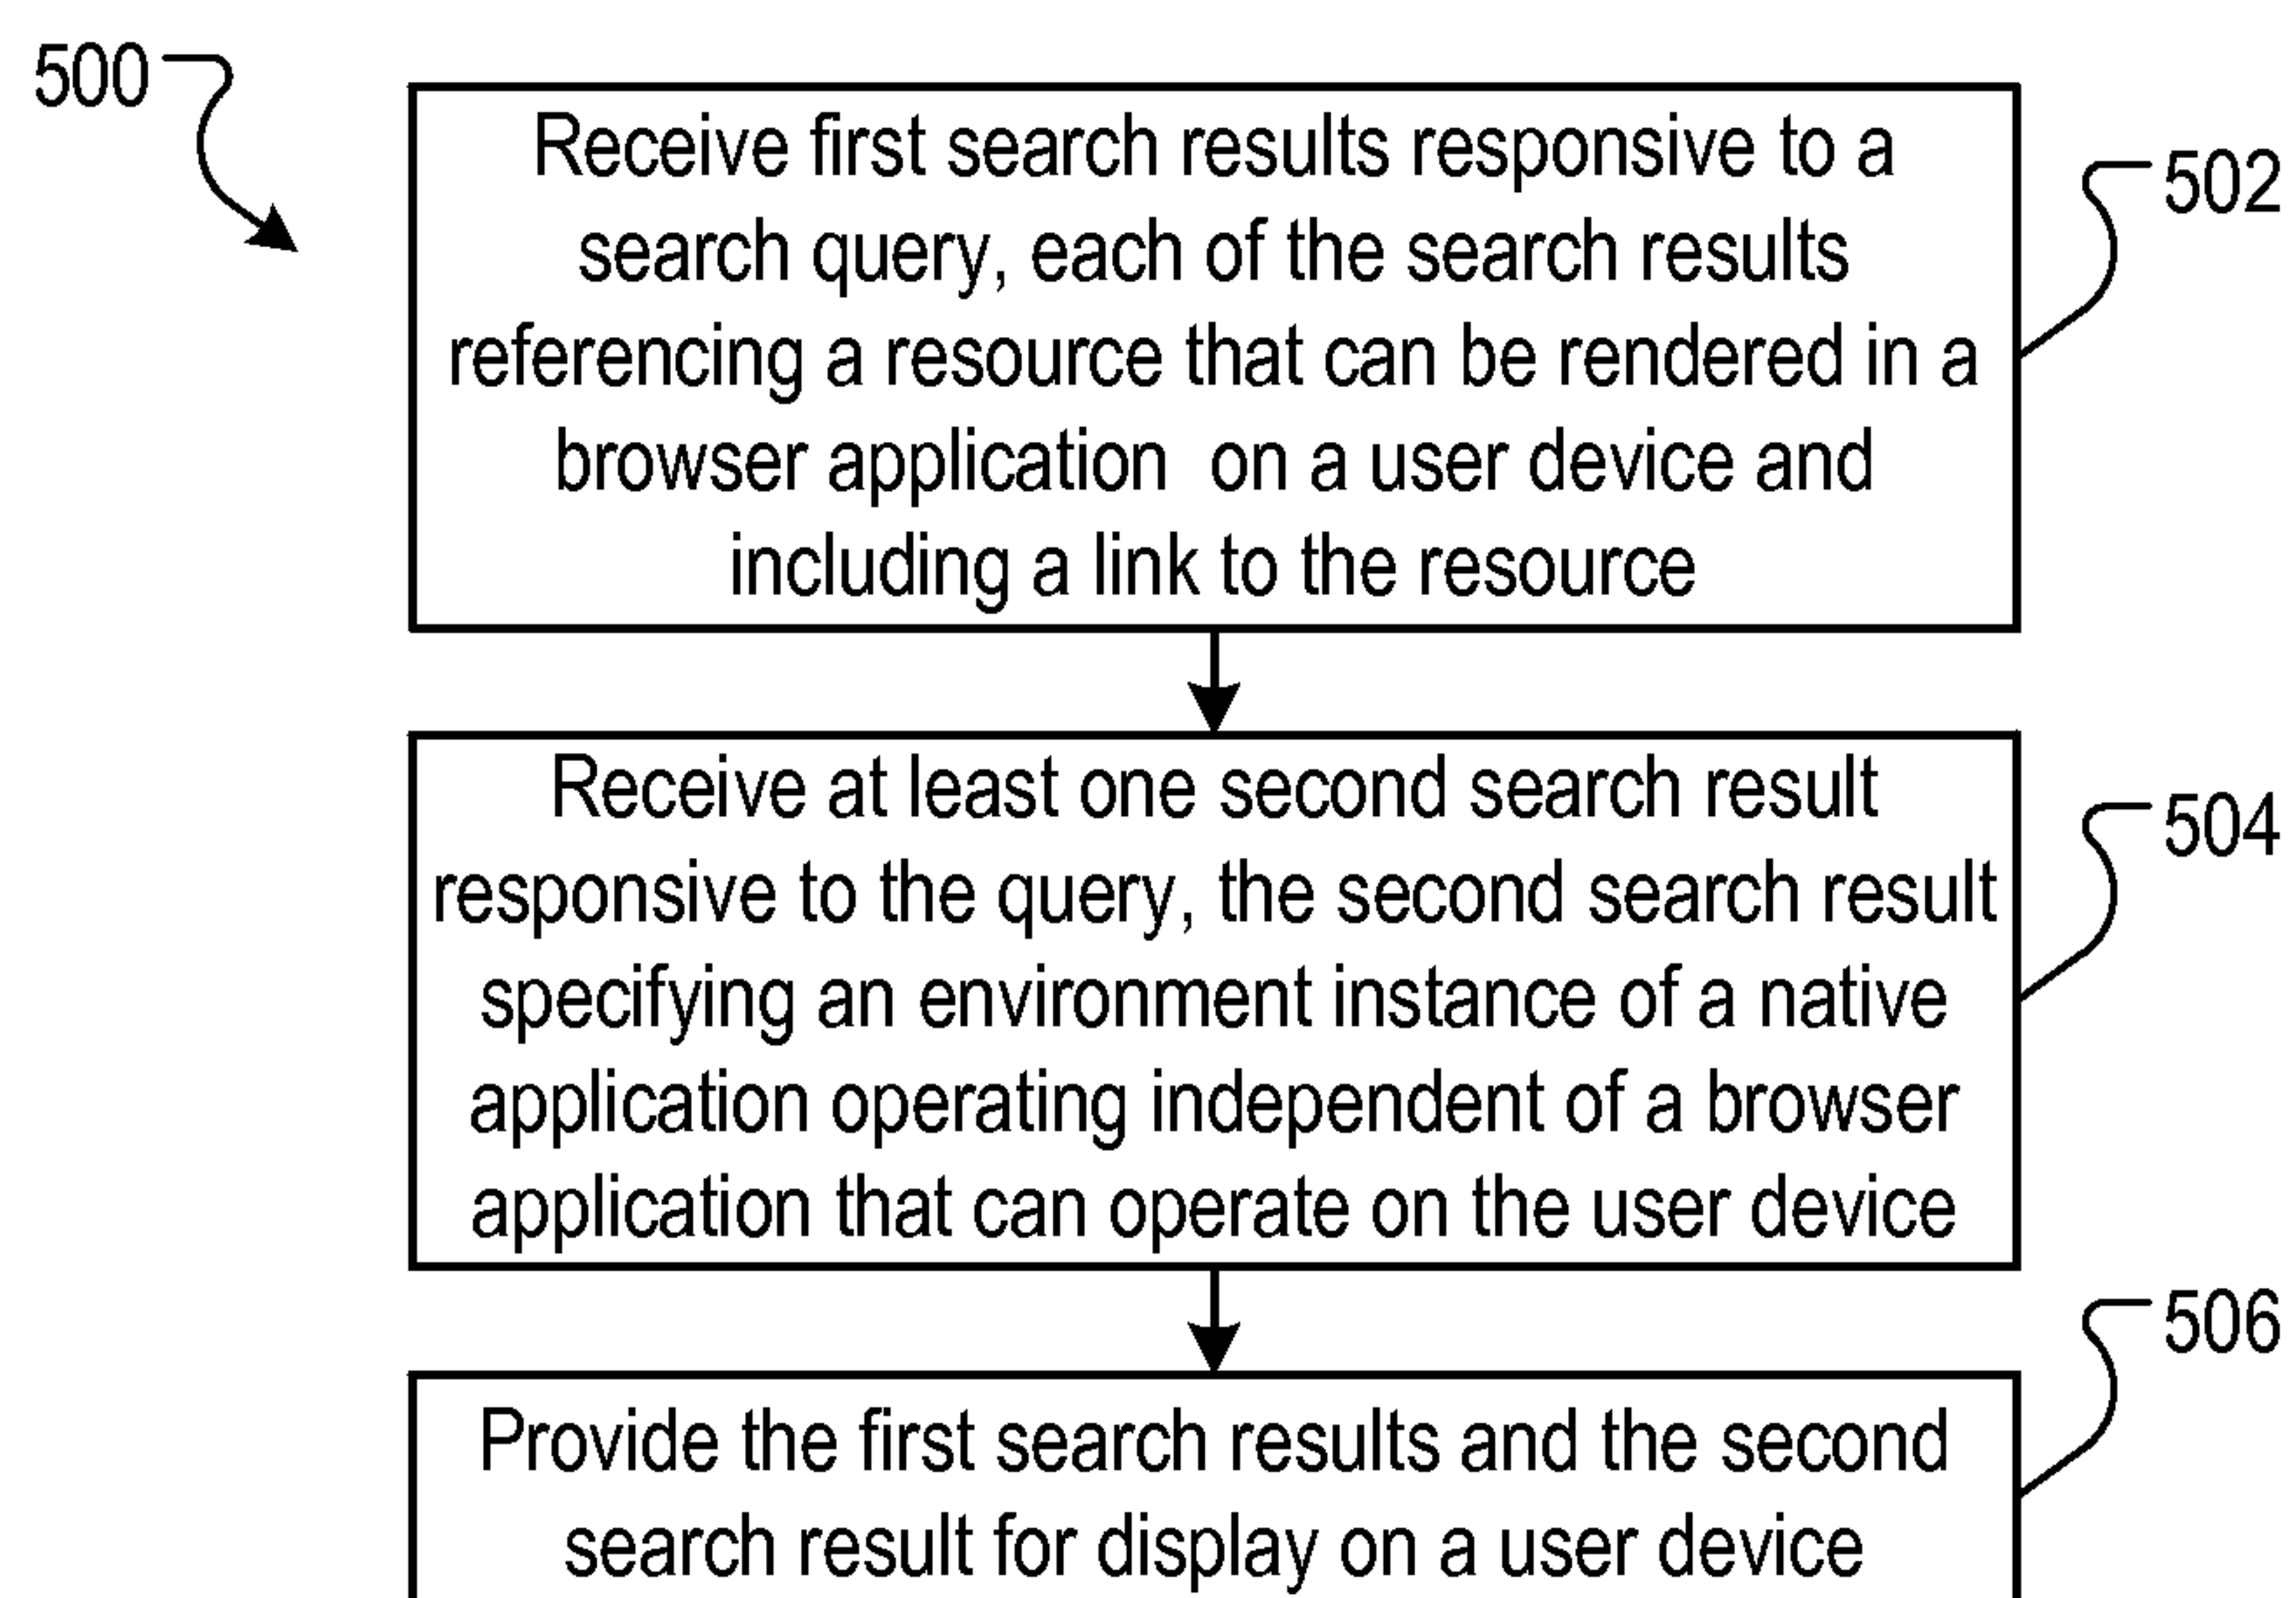 500
Receive first search results responsive to a
search query, each of the search results
referencing a resource that can be rendered in a
browser application on a user device and
including a link to the resource
502
Receive at least one second search result
responsive to the query, the second search result
specifying an environment instance of a native
application operating independent of a browser
application that can operate on the user device
504
Provide the first search results and the second
search result for display on a user device
506